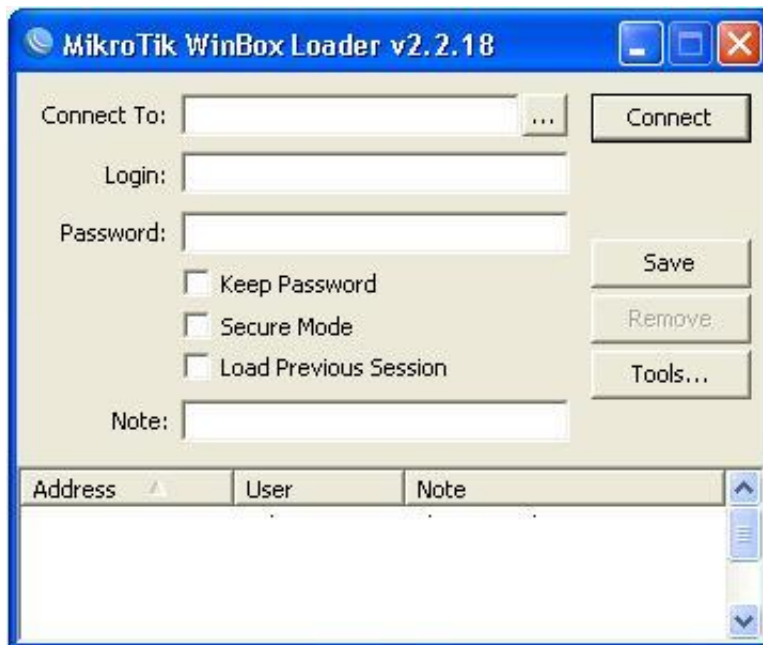 MikroTik WinBox Loader v2.2.18
Connect To:
...
Connect
Login:
Password:
Save
Keep Password
Remove
Secure Mode
Load Previous Session
Tools...
Note:
Address User Note